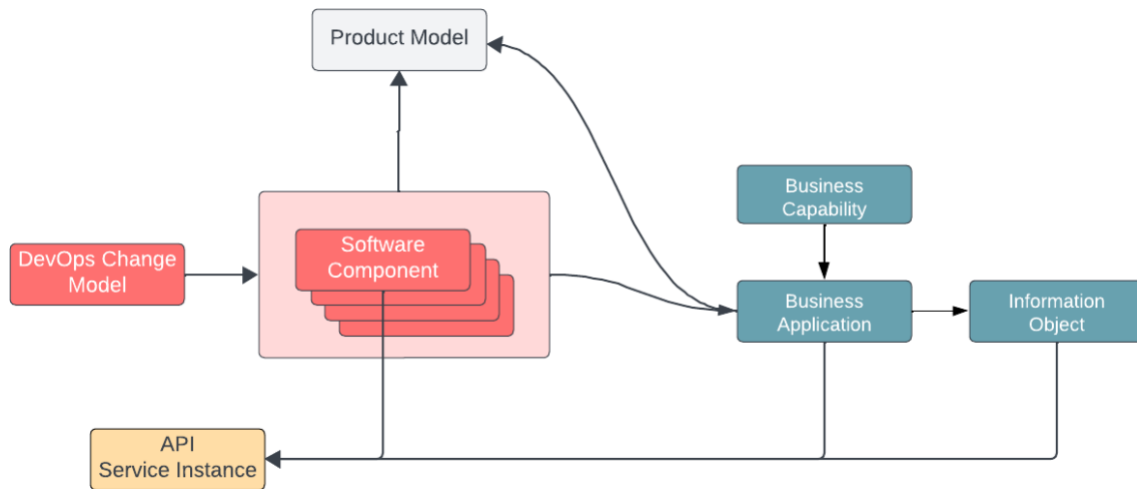 Product Model
Business
Capability
Software
Component
DevOps Change
Model
Business
Application
Information
Object
API
Service Instance